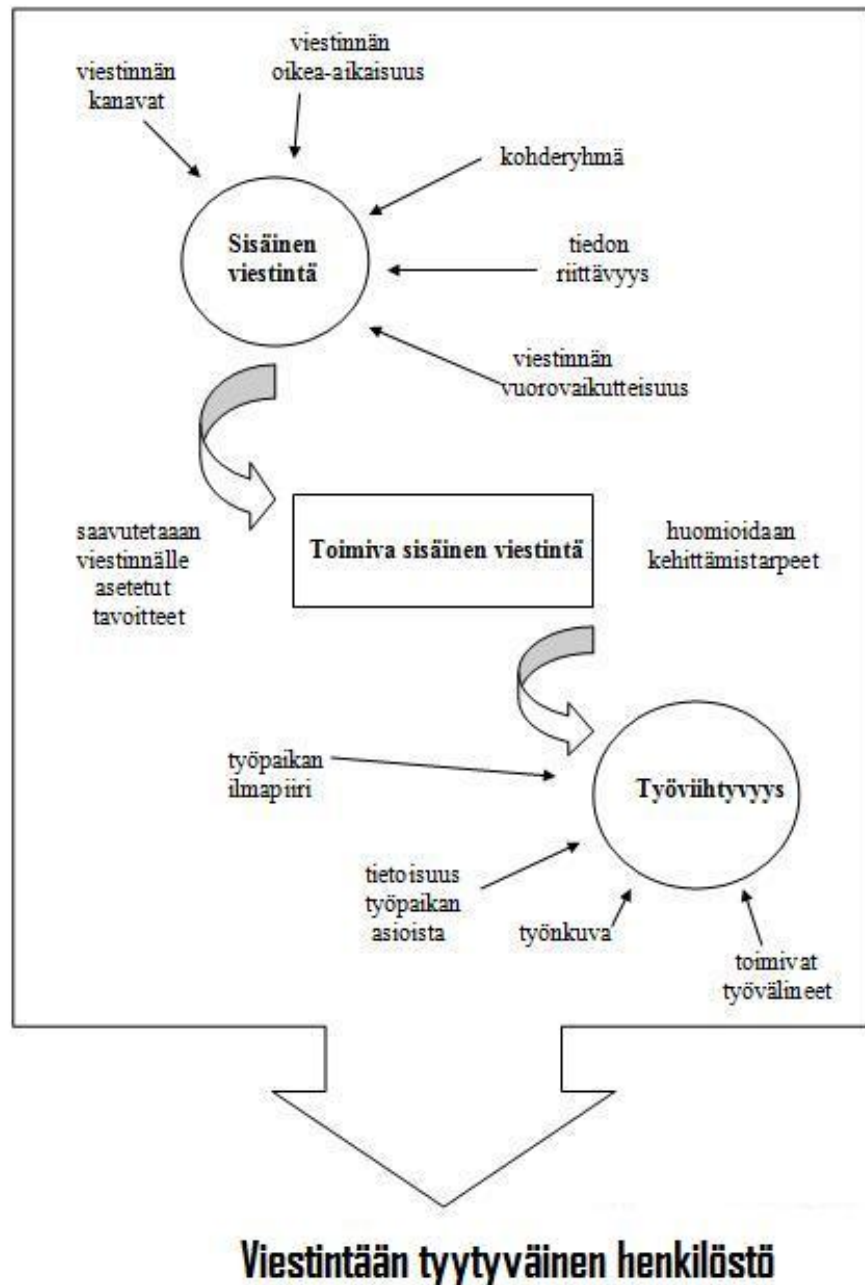 viestinnän
kanavat
viestinnän
oikea-aikaisuus
kohderyhmä
Sisäinen
viestintä
tiedon
riittävyys
viestinnän
vuorovaikutteisuus
saavutetaaan
viestinnälle
asetetut
tavoitteet
Toimiva sisäinen viestintä
huomioidaan
kehittämistarpeet
työpaikan
ilmapiiri
Työviihtyvyys
tietoisuus
työpaikan
asioista
työnkuva
toimivat
työvälineet
Viestintään tyytyväinen henkilöstö